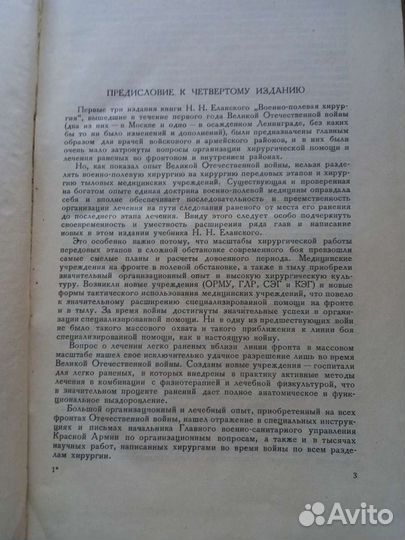 ПРЕДИСЛОВИЕ К ЧЕТВЕРТОМУ ИЗДАНИЮ
Первые три издания книги Н. Н. Еланского „Военно-полевая хирур-
гия", вышедшие в течение первого года Великой Отечественной войны
(два из них — в Москве и одно — в осажденном Ленинграде, без каких
бы то ни было изменений и дополнений), были предназначены главным
образом для врачей войскового и армейского районов, и в них были
очень мало затронуты вопросы организации хирургической помощи и
лечения раненых во фронтовом и внутреннем районах.
Но, как показал опыт Великой Отечественной войны, нельзя разде-
лять военно-полевую хирургию на хирургию передовых этапов и хирур-
гию тыловых медицинских учреждений. Существующая и проверенная
на богатом опыте единая доктрина военно-полевой медицины оправдала
себя и вполне обеспечивает последовательность и преемственность
организации лечения на пути следования раненого от места его ранения
до последнего этапа лечения. Ввиду этого следует особо подчеркнуть
своевременность и уместность расширения ряда глав и написание
новых в этом издании учебника Н. Н. Еланского.
Это особенно важно потому, что масштабы хирургической работы
передовых этапов в сложной обстановке современного боя превзошли
самые смелые планы и расчеты довоенного периода. Медицинские
учреждения на фронте в полевой обстановке, а также в тылу приобрели
значительный организационный опыт и высокую хирургическую куль-
туру. Возникли новые учреждения (ОРМУ, ГЛР, СЭГ и КЭГ) и новые
формы тактического использования медицинских учреждений, что повело
к значительному расширению специализированной помощи на фронте
и в тылу. За время войны достигнуты значительные успехи в органи-
зации специализированной помощи. Ни в одну из предшествующих войн
не было такого массового охвата и такого приближения к линии боя
специализированной помощи, как в настоящую войну.
Вопрос о лечении легко раненых вблизи линии фронта в массовом
масштабе нашел свое исключительно удачное разрешение лишь во время
Великой Отечественной войны. Созданы новые учреждения — госпитали
для легко раненых, в которых внедрены в практику активные методы
лечения в комбинации с физиотерапией и лечебной физкультурой, что
в значительном проценте ранений дает полное анатомическое и функ-
циональное выздоровление.
Большой организационный и лечебный опыт, приобретенный на всех
фронтах Отечественной войны, нашел отражение в специальных инструк-
циях и письмах начальника Главного военно-санитарного управления
Красной Армии по организационным вопросам, а также и в тысячах
научных работ, написанных хирургами во время войны по всем разде-
лам хирургии.
1*
3
Avito